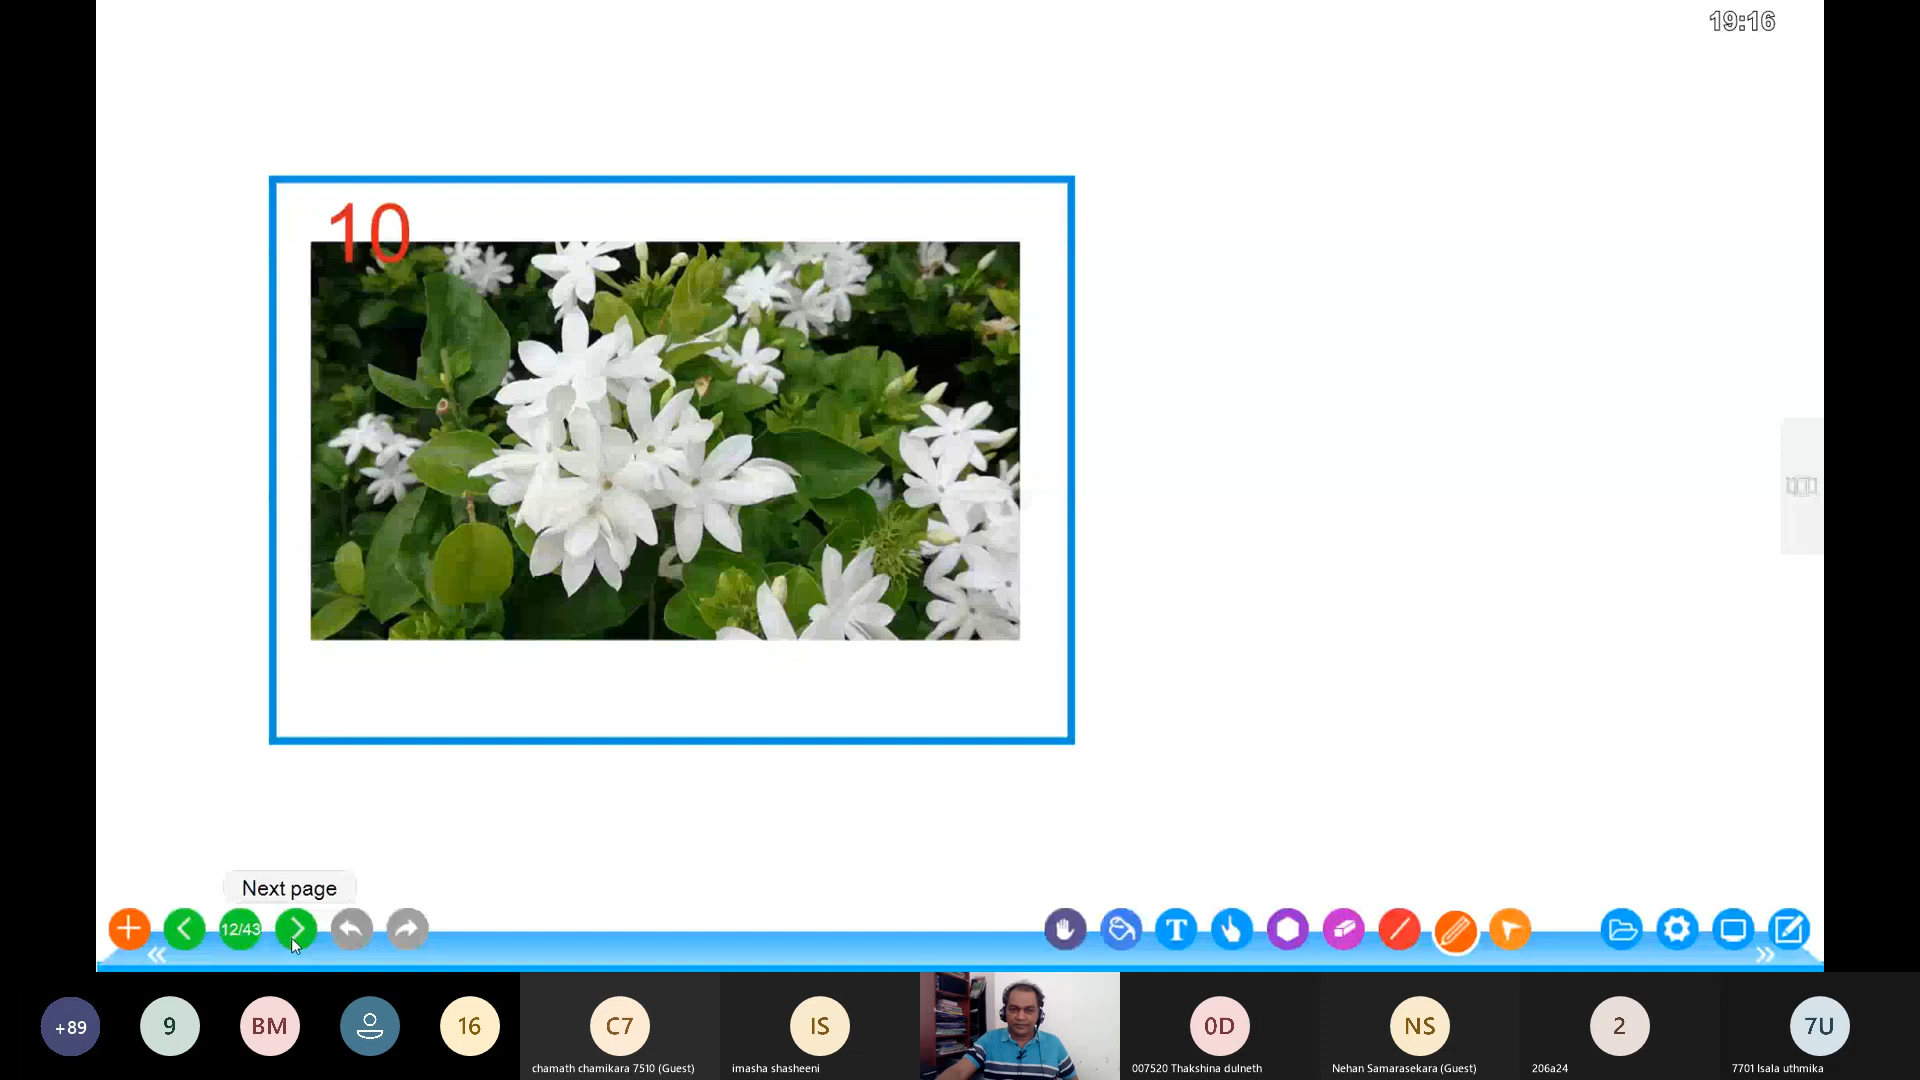 19:16
10
Next page
12/43
T
+89
9
BM
16
C7
IS
0D
NS
2
7U
chamath chamikara 7510 (Guest)
imasha shasheeni
007520 Thakshina dulneth
Nehan Samarasekara (Guest)
206a24
7701 Isala uthmika